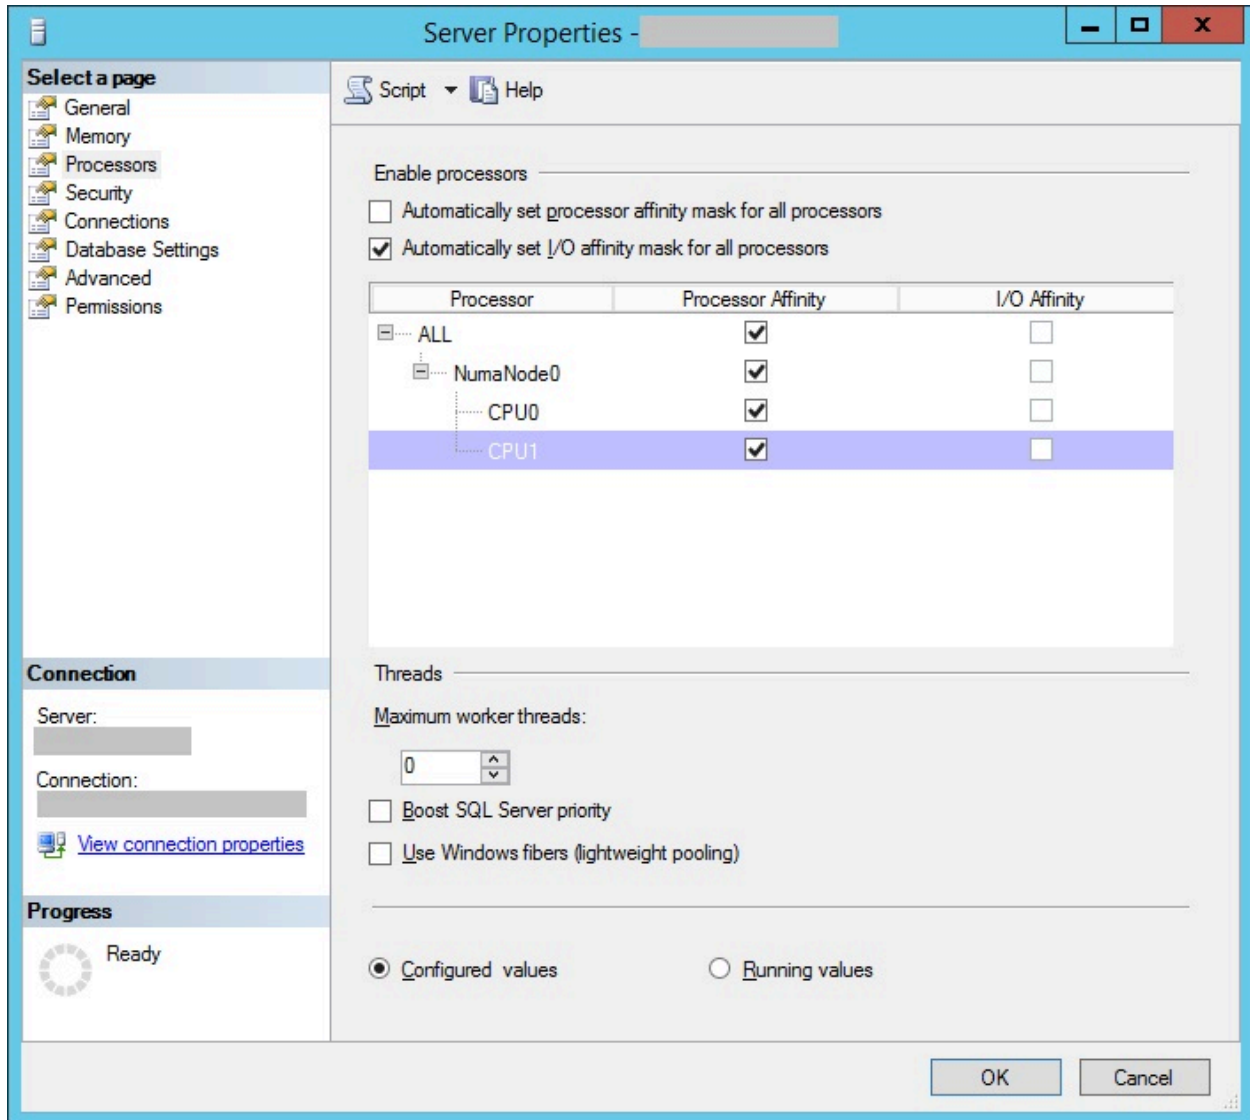 Server Properties -
Select a page
General
Memory
Processors
Security
Connections
Database Settings
Advanced
Permissions
Connection
Server:
Connection:
View connection properties
Progress
Ready
Script Help
Enable processors
Automatically set processor affinity mask for all processors
Automatically set I/O affinity mask for all processors
Processor Processor Affinity I/O Affinity
ALL
NumaNode0
CPU0
CPU1
Threads
Maximum worker threads:
0
Boost SQL Server priority
Use Windows fibers (lightweight pooling)
Configured values Running values
OK Cancel